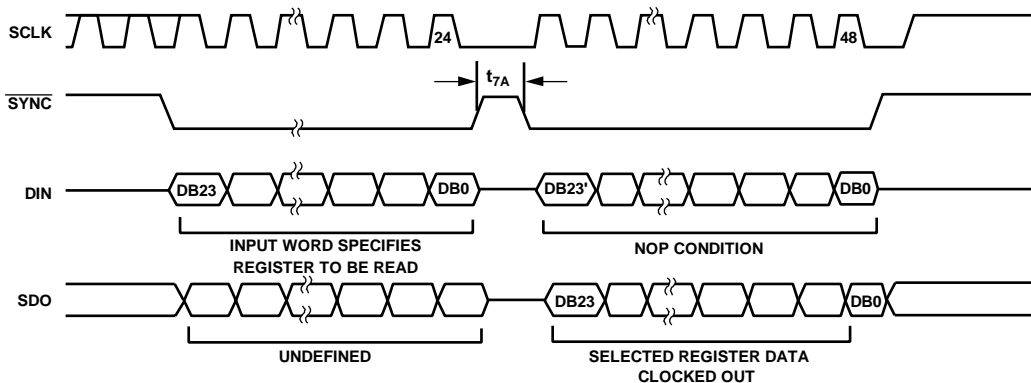 SCLK
24
48
t7A
SYNC
DIN
DB23
DB0
DB23'
DB0
INPUT WORD SPECIFIES
REGISTER TO BE READ
NOP CONDITION
SDO
DB23
DB0
UNDEFINED
SELECTED REGISTER DATA
CLOCKED OUT